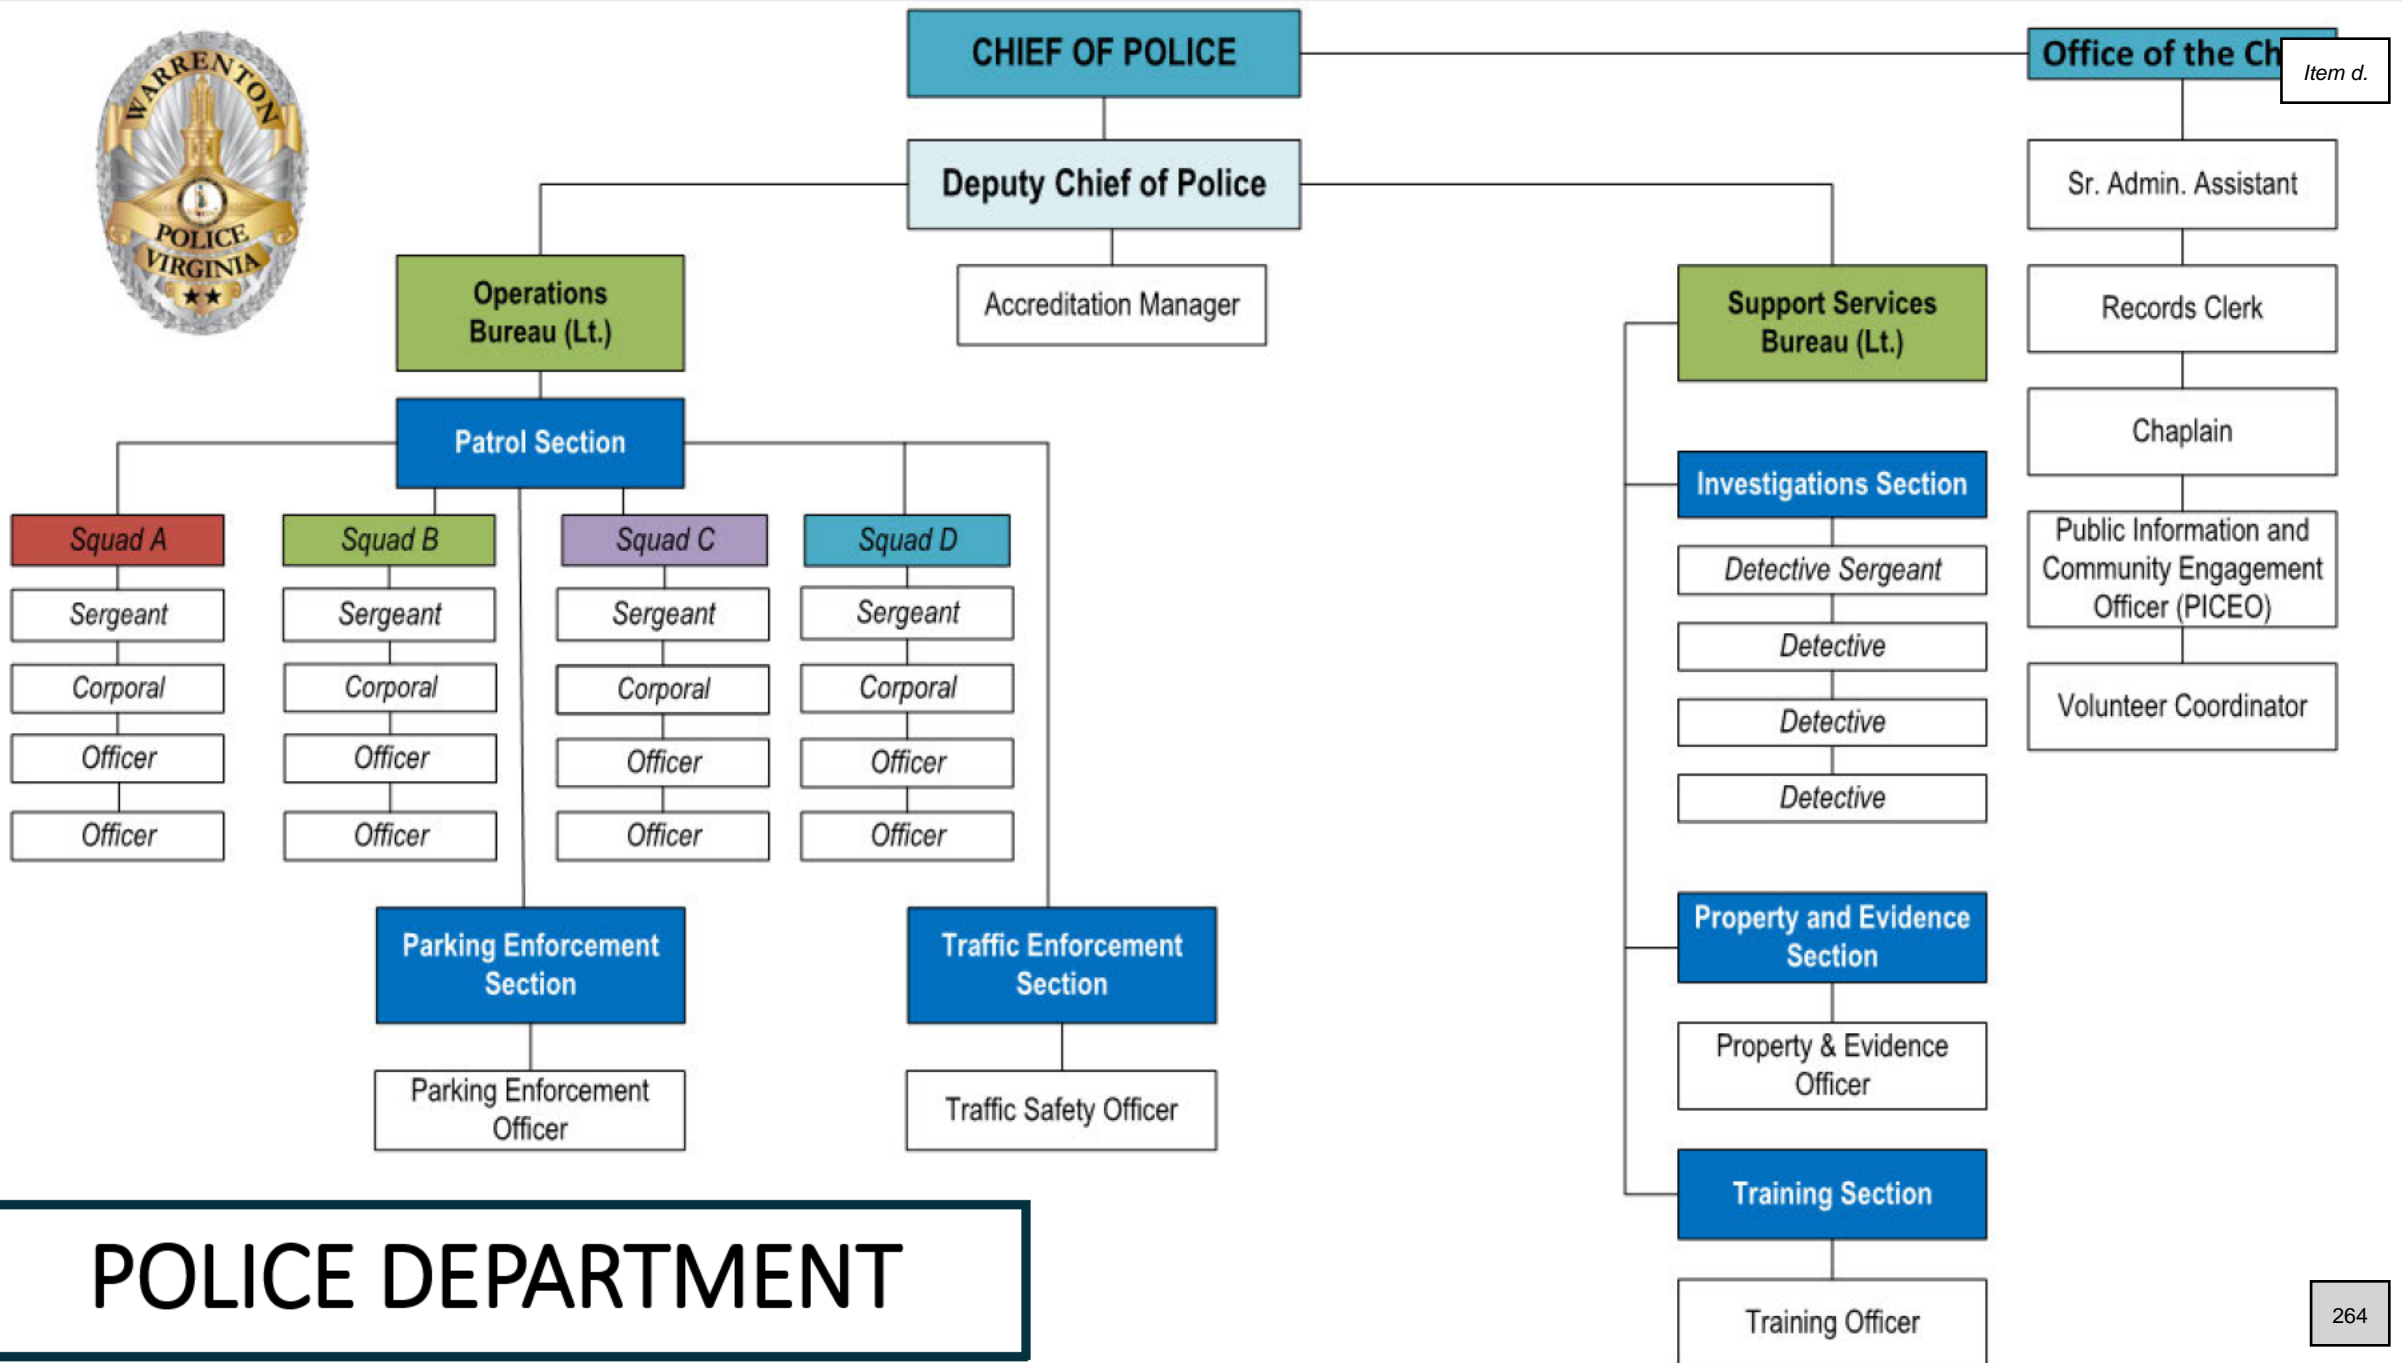 WARRENTON
POLICE
VIRGINIA
CHIEF OF POLICE
Office of the Ch
Item d.
Deputy Chief of Police
Sr. Admin. Assistant
Accreditation Manager
Records Clerk
Chaplain
Public Information and
Community Engagement
Officer (PICEO)
Volunteer Coordinator
Operations
Bureau (Lt.)
Patrol Section
Squad A
Sergeant
Corporal
Officer
Officer
Squad B
Sergeant
Corporal
Officer
Officer
Squad C
Sergeant
Corporal
Officer
Officer
Squad D
Sergeant
Corporal
Officer
Officer
Parking Enforcement
Section
Parking Enforcement
Officer
Traffic Enforcement
Section
Traffic Safety Officer
Support Services
Bureau (Lt.)
Investigations Section
Detective Sergeant
Detective
Detective
Detective
Property and Evidence
Section
Property & Evidence
Officer
Training Section
Training Officer
POLICE DEPARTMENT
264